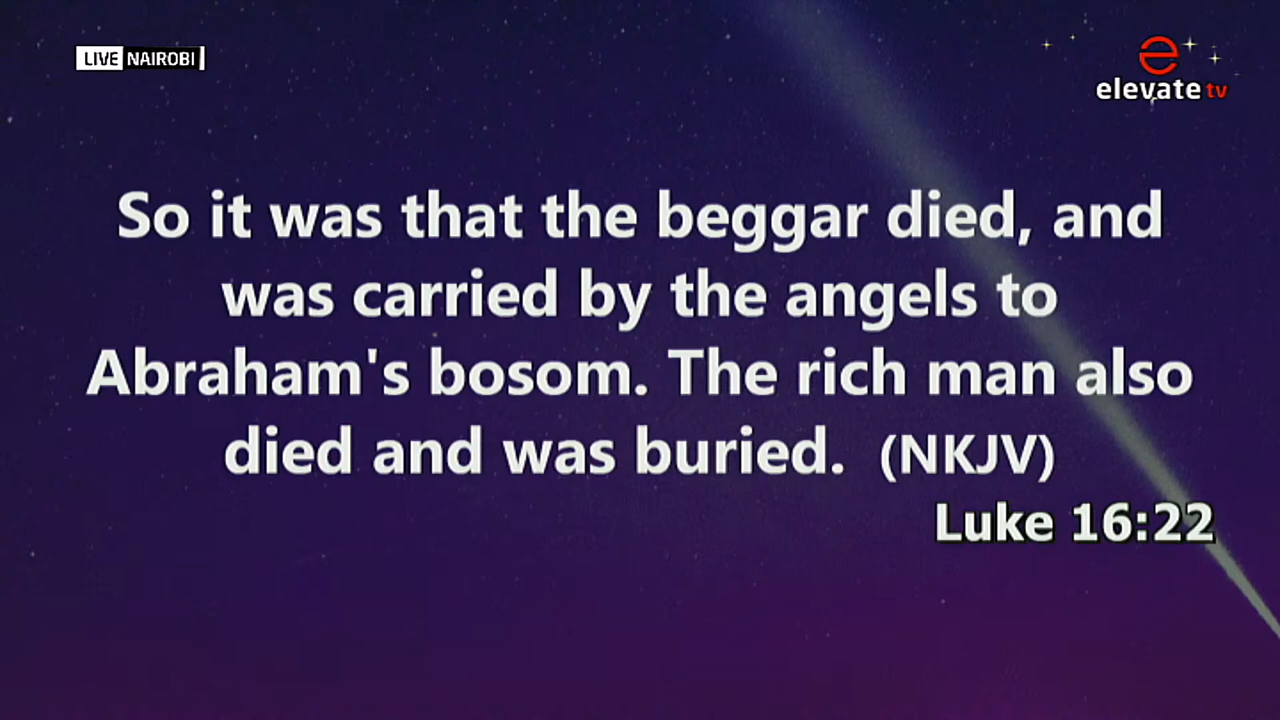 LIVE NAIROBI
e
elevate tv
So it was that the beggar died, and
was carried by the angels to
Abraham's bosom. The rich man also
died and was buried. (NKJV)
Luke 16:22